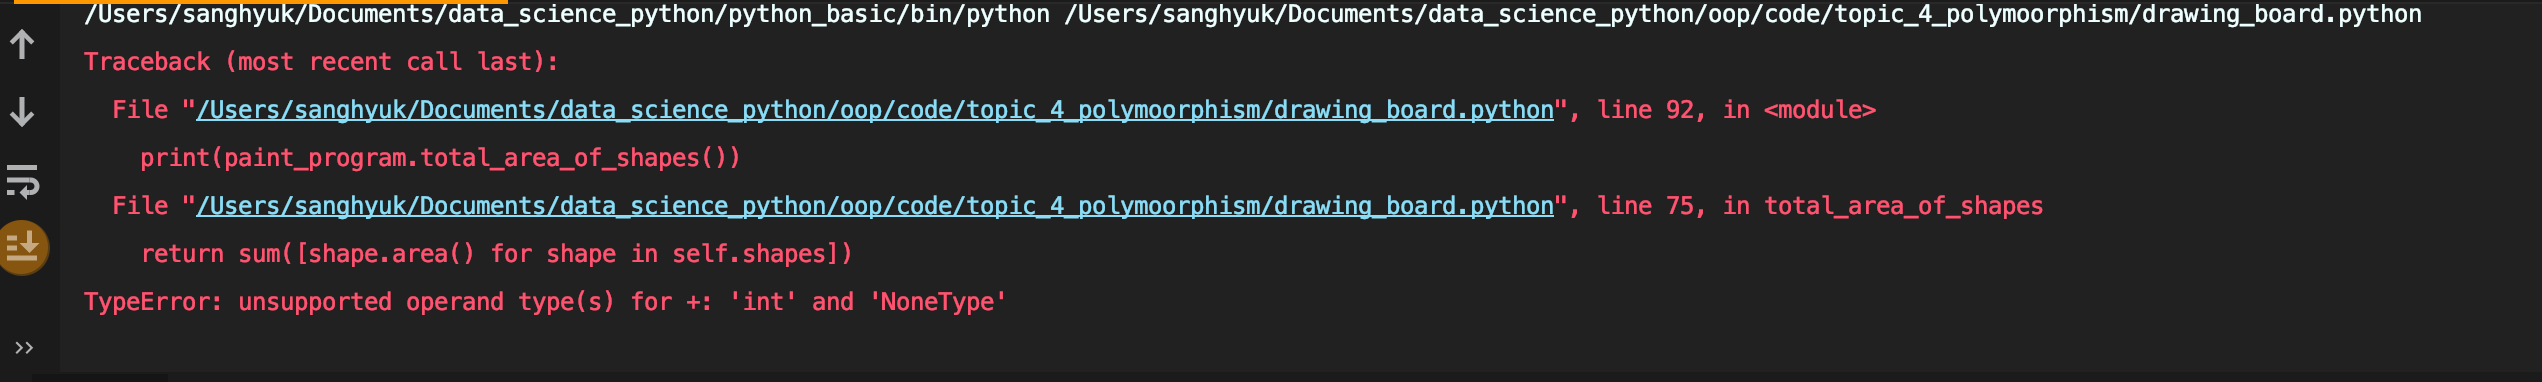 /Users/sanghyuk/Documents/data_science_python/python_basic/bin/python /Users/sanghyuk/Documents/data_science_python/oop/code/topic_4_polymoorphism/drawing_board.python
Traceback (most recent call last):
  File "/Users/sanghyuk/Documents/data_science_python/oop/code/topic_4_polymoorphism/drawing_board.python", line 92, in <module>
    print(paint_program.total_area_of_shapes())
  File "/Users/sanghyuk/Documents/data_science_python/oop/code/topic_4_polymoorphism/drawing_board.python", line 75, in total_area_of_shapes
    return sum([shape.area() for shape in self.shapes])
TypeError: unsupported operand type(s) for +: 'int' and 'NoneType'